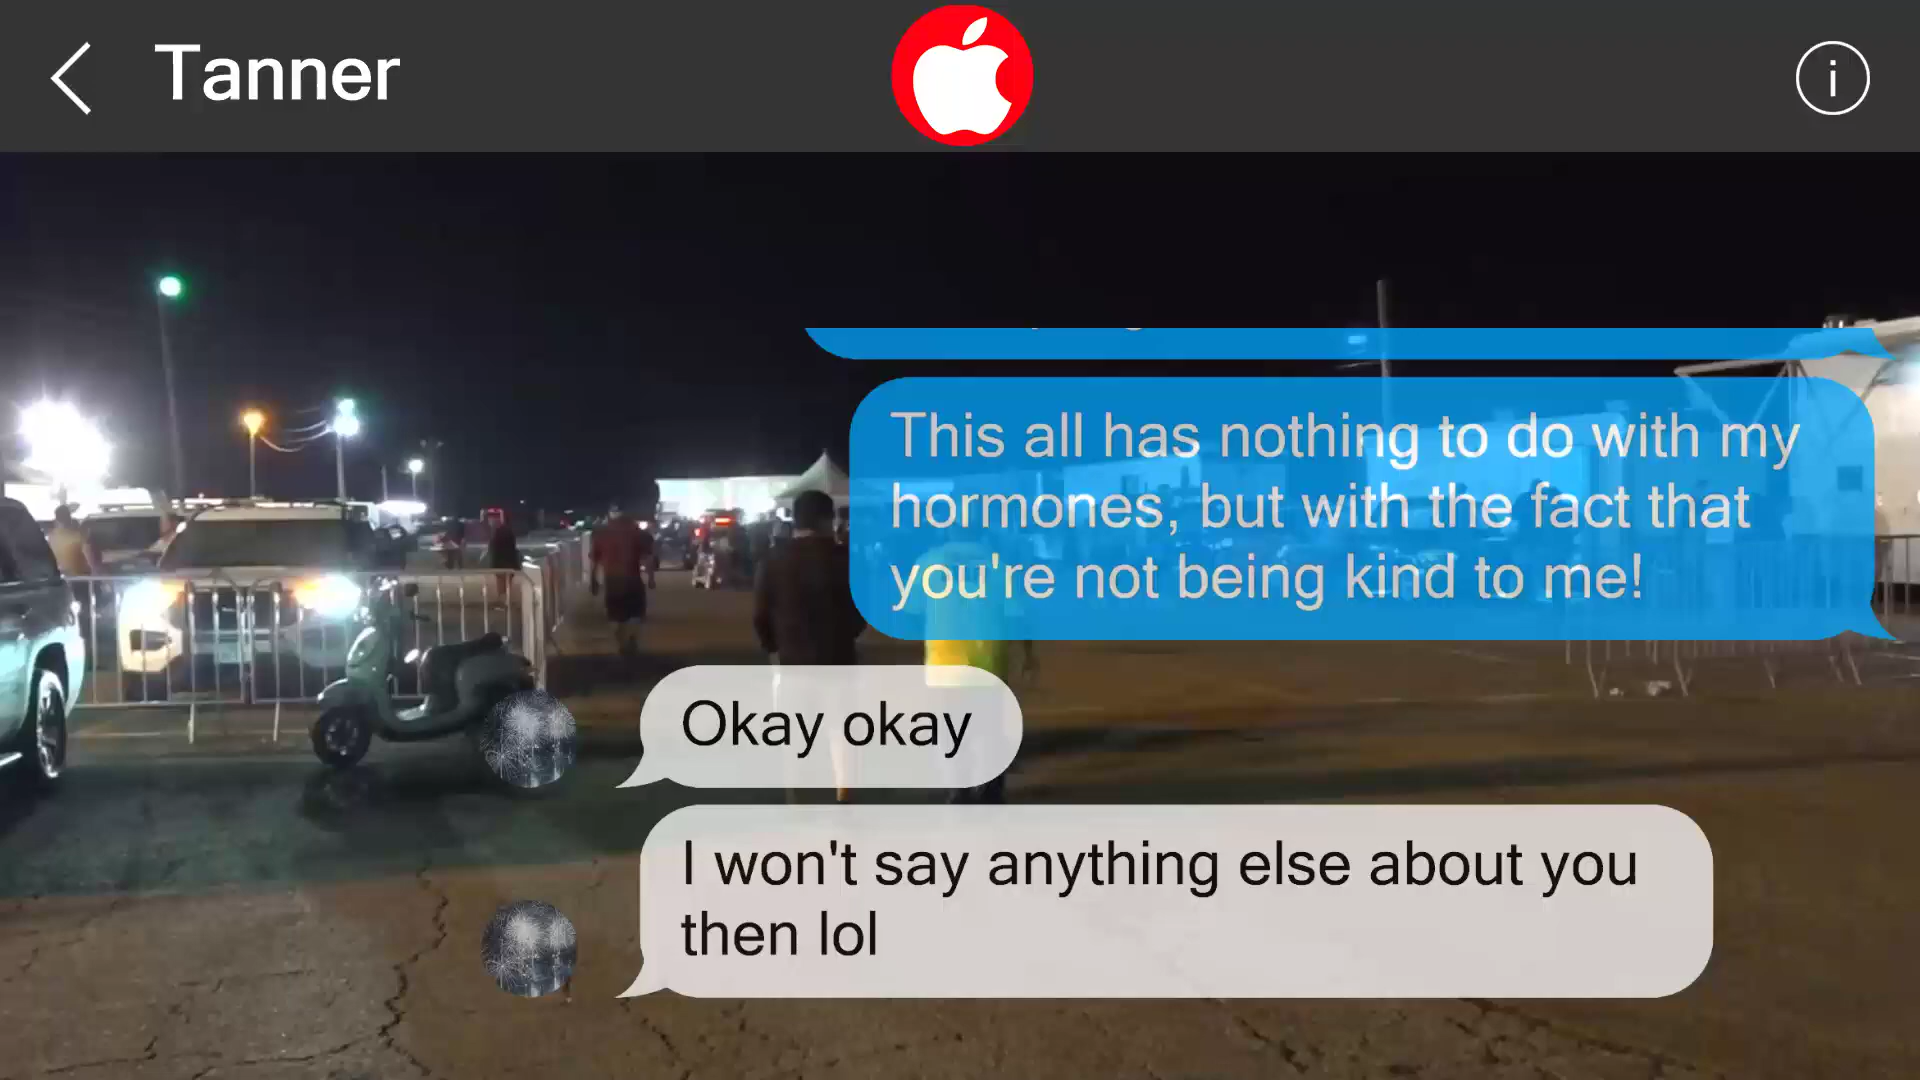 Tanner
This all has nothing to do with my
hormones, but with the fact that
you're not being kind to me!
Okay okay
I won't say anything else about you
then lol